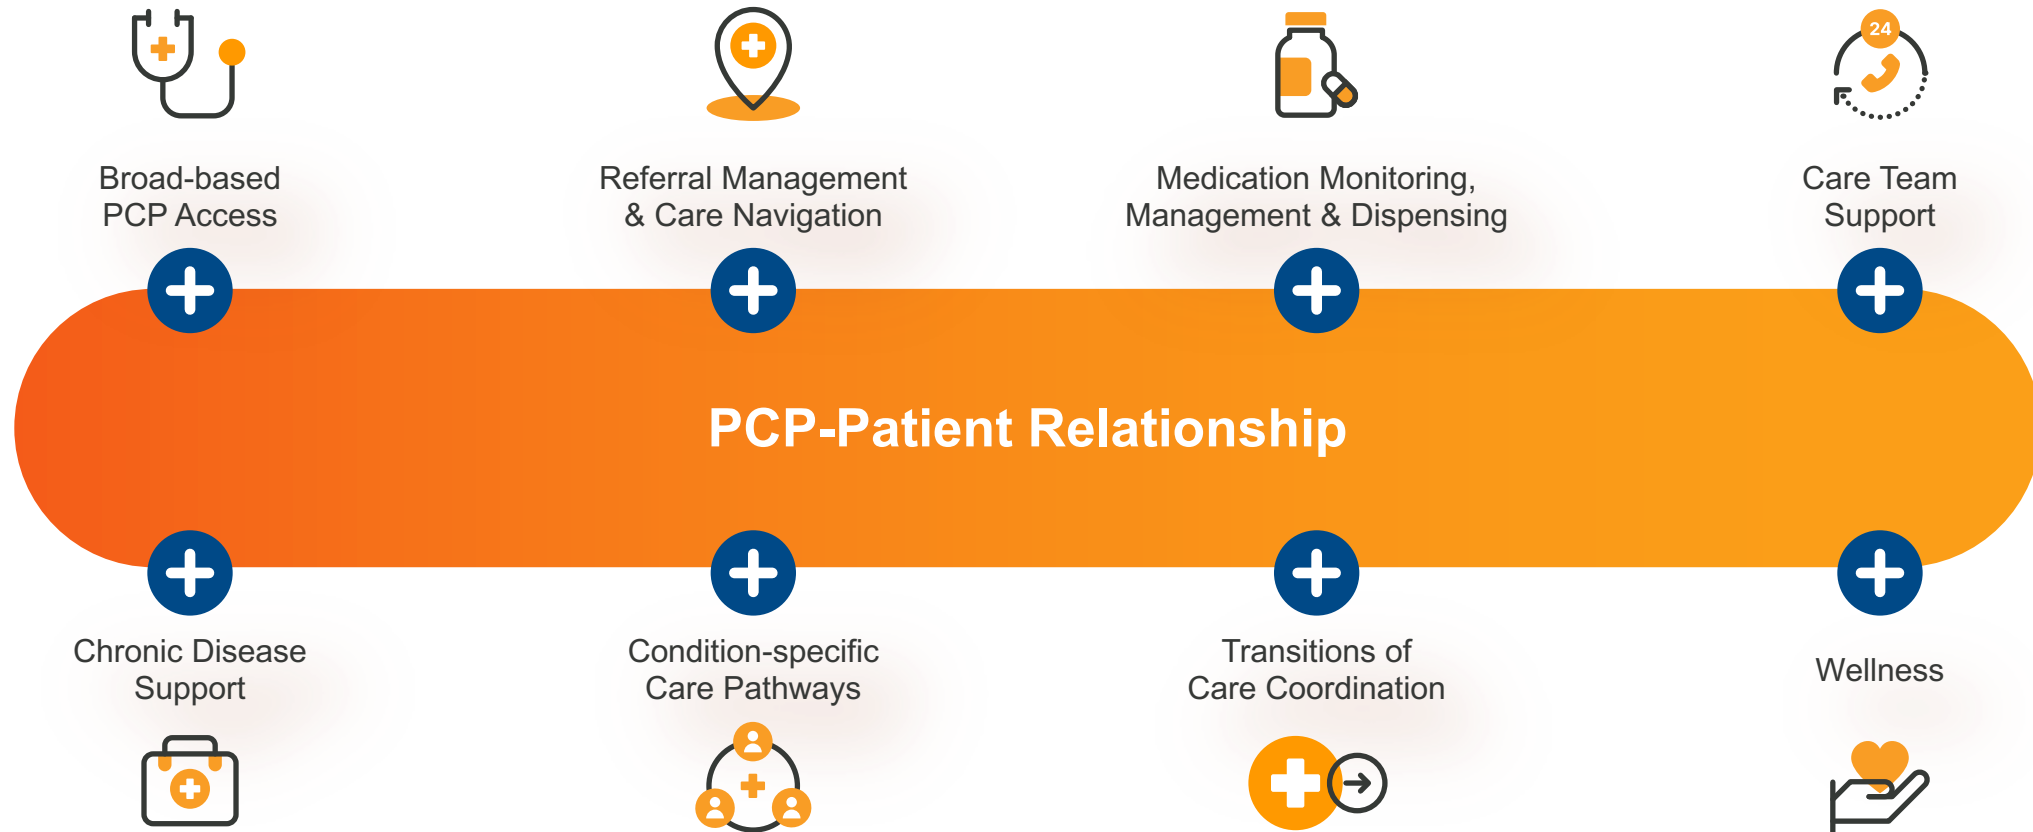 24
Broad-based
PCP Access
Referral Management
& Care Navigation
Medication Monitoring,
Management & Dispensing
Care Team
Support
PCP-Patient Relationship
Chronic Disease
Support
Condition-specific
Care Pathways
Transitions of
Care Coordination
Wellness